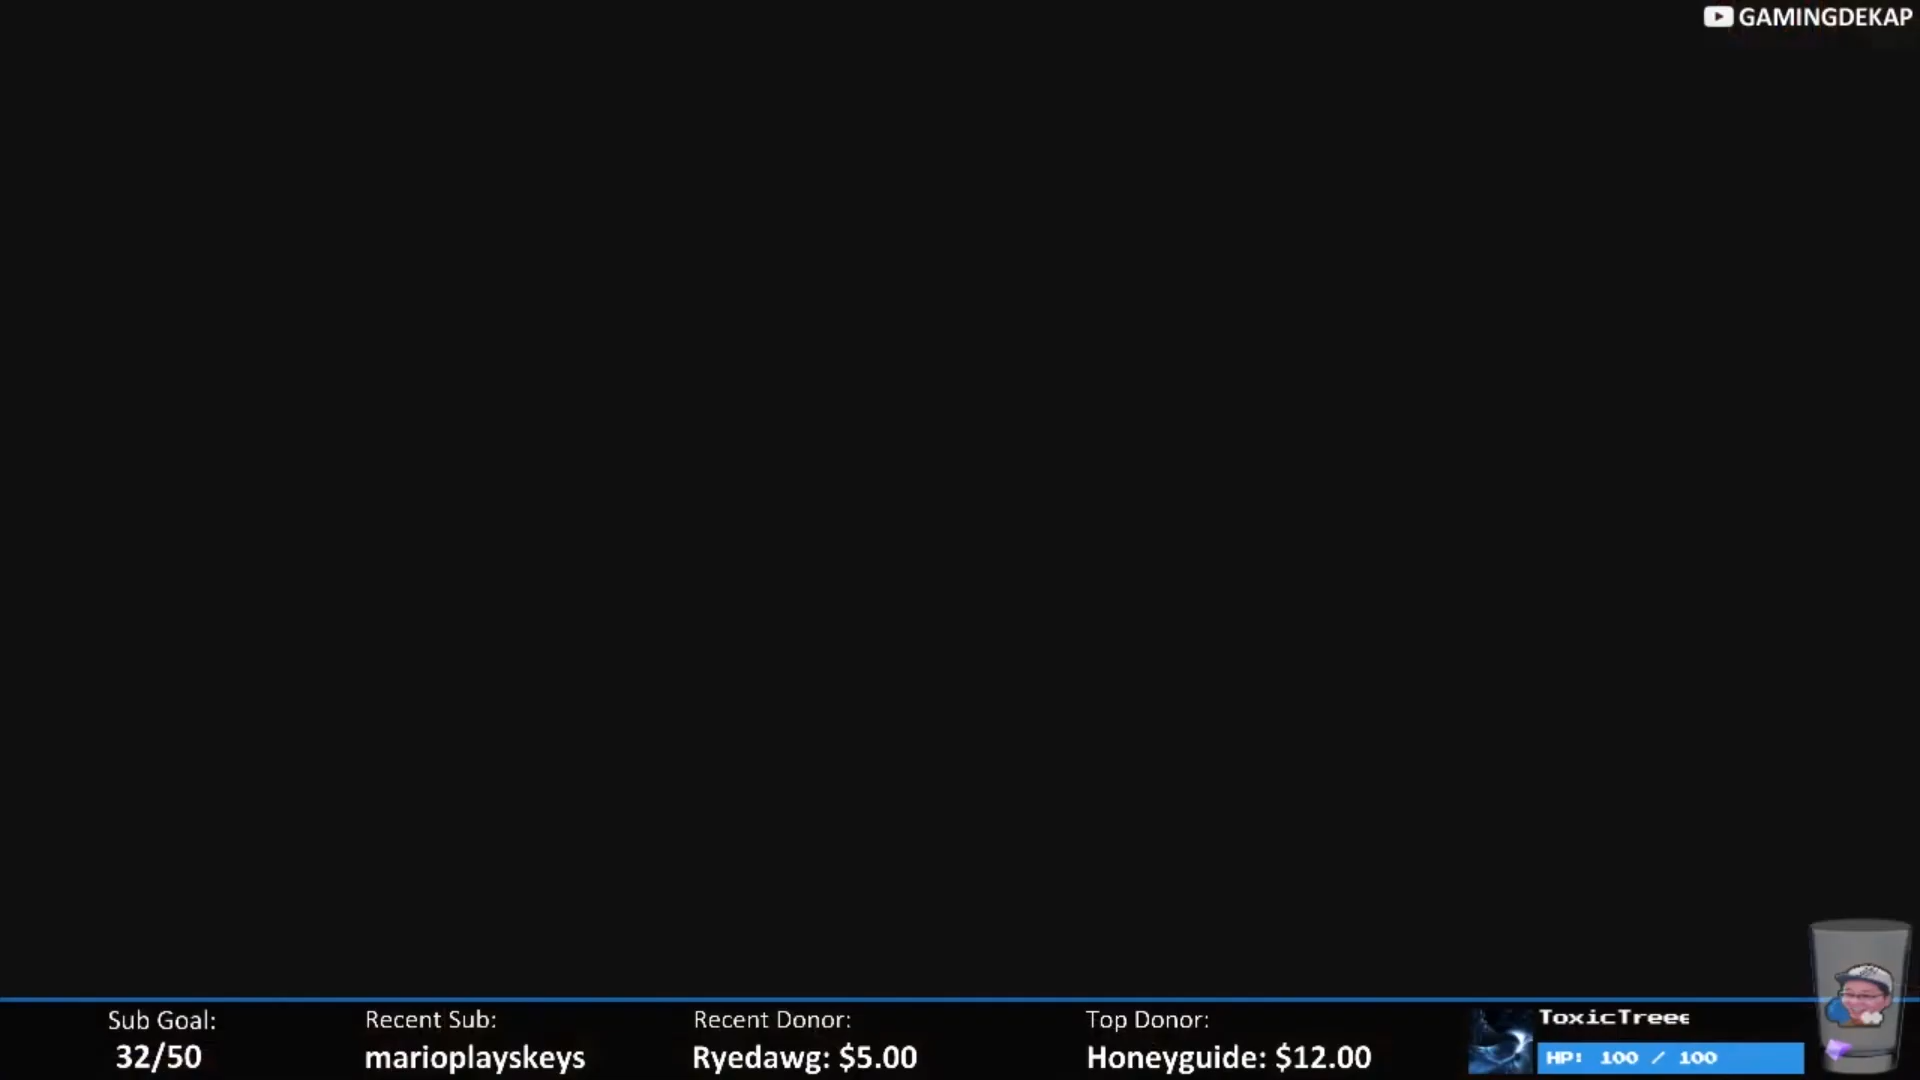 GAMINGDEKAP
Sub Goal:
32/50
Recent Sub:
marioplayskeys
Recent Donor:
Ryedawg: $5.00
Top Donor:
Honeyguide: $12.00
ToxicTreee
HP: 100 / 100